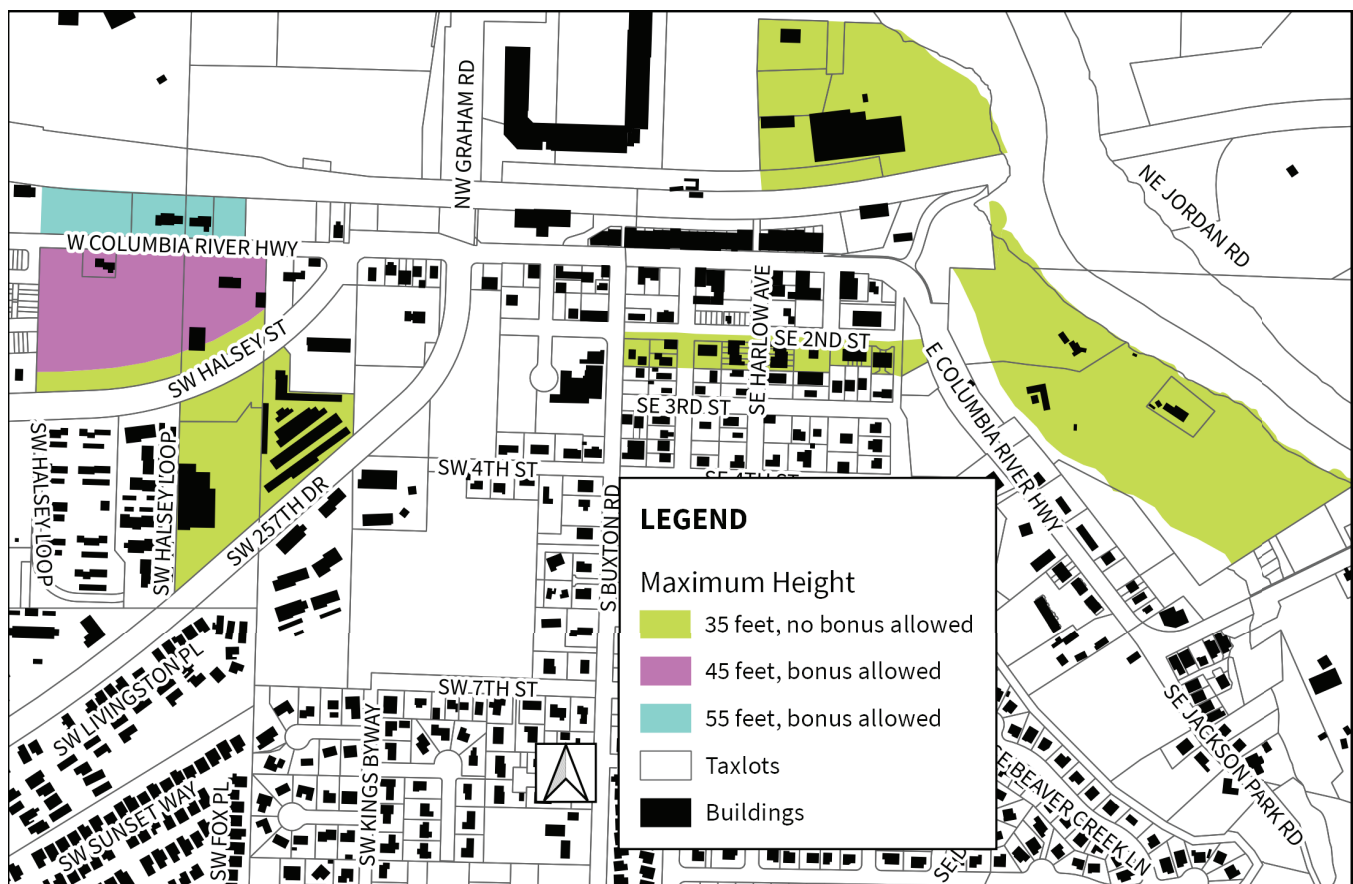 NW GRAHAM RD
NE JORDAN RD
W COLUMBIA RIVER HWY
SE HARLOW AVE
SE 2ND ST
SW HALSEY ST
E COLUMBIA RIVER HWY
SE 3RD ST
SW HALSEY LOOP
SW HALSEY LOOP
SW 4TH ST
SE 4TH ST
SW 257TH DR
S BUXTON RD
LEGEND
Maximum Height
35 feet, no bonus allowed
45 feet, bonus allowed
55 feet, bonus allowed
Taxlots
Buildings
SW LIVINGSTON PL
SW 7TH ST
SW KINGS BYWAY
SE JACKSON PARK RD
SW SUNSET WAY
SW FOX PL
BEAVER CREEK LN